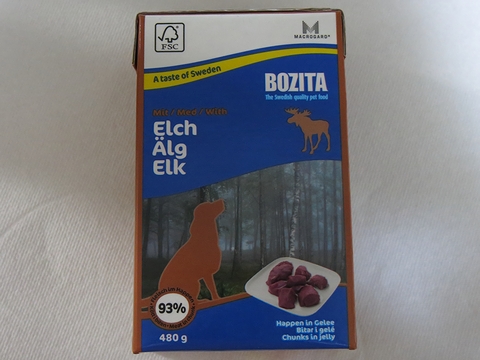 FSC
MACROGARD®
A taste of Sweden
BOZITA
The Swedish quality pet food
Mit / Med / With
Elch
Älg
Elk
93%
480 g
Happen in Gelee
Bitar i gelé
Chunks in jelly